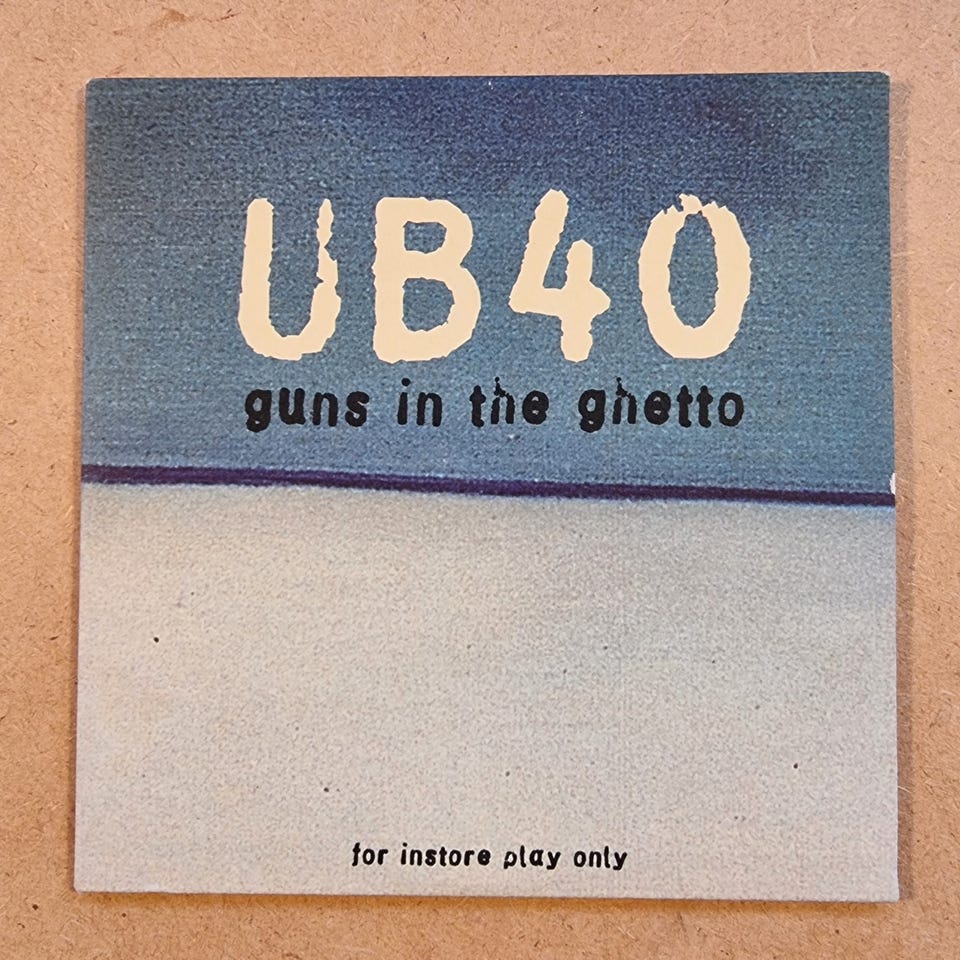 UB40
guns in the ghetto
for instore play only